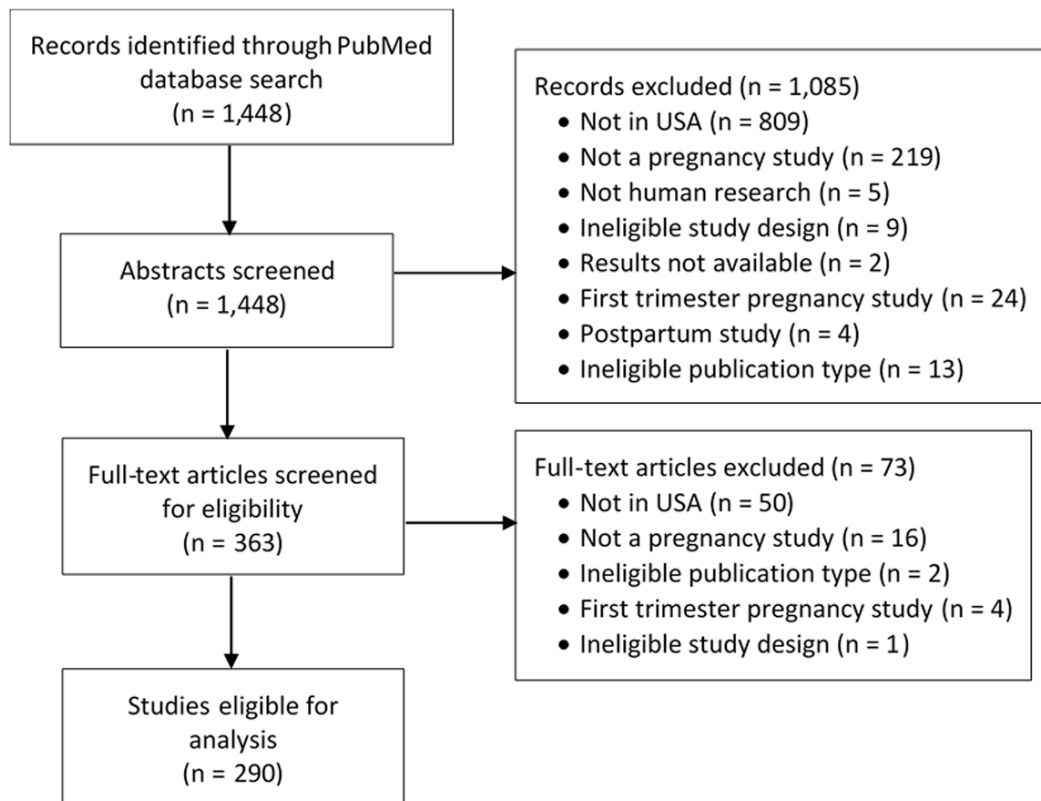 Records identified through PubMed
database search
(n = 1,448)
Records excluded (n = 1,085)
• Not in USA (n = 809)
• Not a pregnancy study (n = 219)
• Not human research (n = 5)
• Ineligible study design (n = 9)
• Results not available (n = 2)
• First trimester pregnancy study (n = 24)
• Postpartum study (n = 4)
• Ineligible publication type (n = 13)
Abstracts screened
(n = 1,448)
Full-text articles screened
for eligibility
(n = 363)
Full-text articles excluded (n = 73)
• Not in USA (n = 50)
• Not a pregnancy study (n = 16)
• Ineligible publication type (n = 2)
• First trimester pregnancy study (n = 4)
• Ineligible study design (n = 1)
Studies eligible for
analysis
(n = 290)